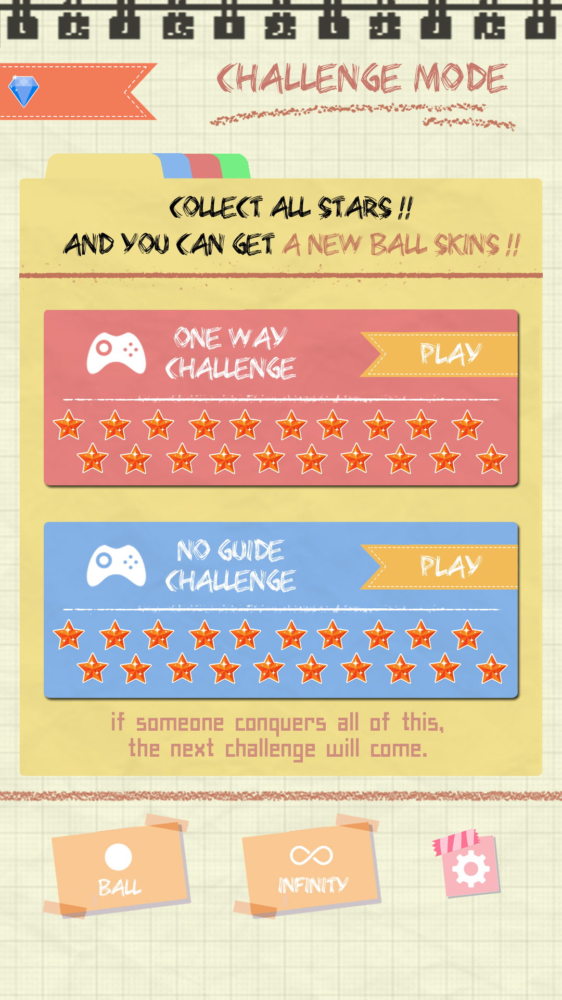 CHALLENGE MODE
COLLECT ALL STARS !!
AND YOU CAN GET A NEW BALL SKINS !!
ONE WAY
CHALLENGE
PLAY
NO GUIDE
CHALLENGE
PLAY
if someone conquers all of this,
the next challenge will come.
BALL
INFINITY